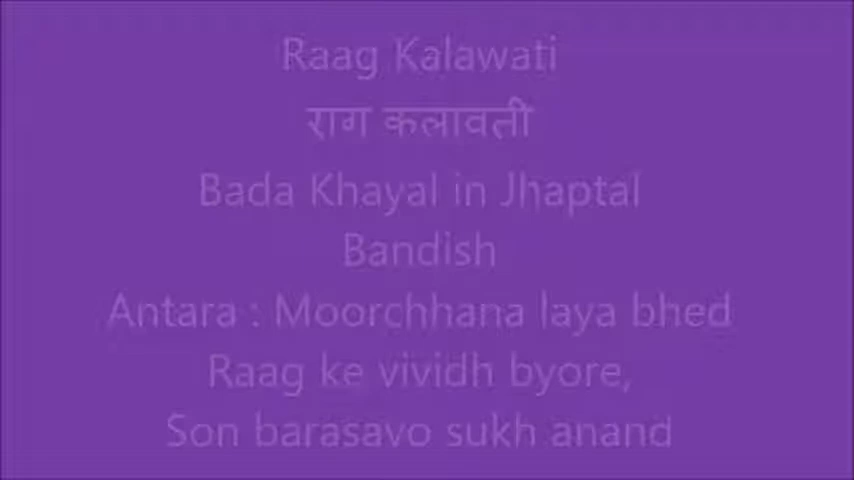 Raag Kalawati
राग कलावती
Bada Khayal in Jhaptal
Bandish
Antara : Moorchhana laya bhed
Raag ke vividh byore,
Son barasavo sukh anand